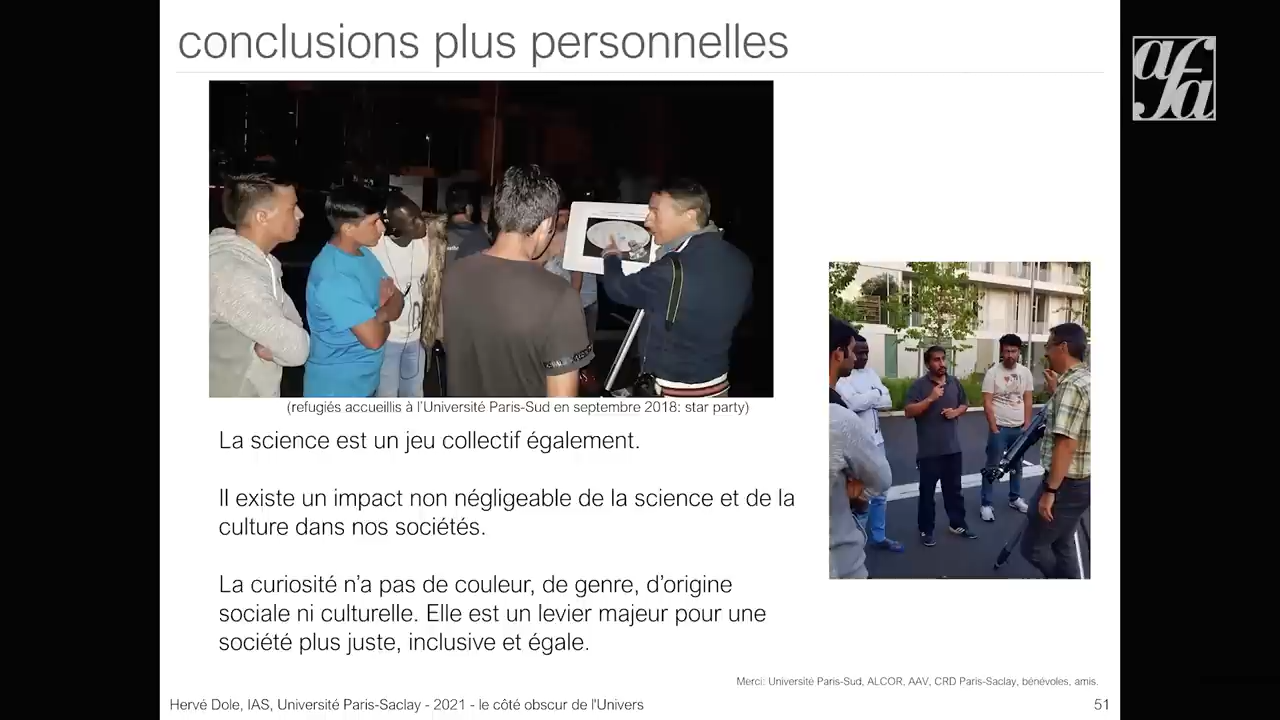 conclusions plus personnelles
afa
(refugiés accueillis à l'Université Paris-Sud en septembre 2018: star party)
La science est un jeu collectif également.
Il existe un impact non négligeable de la science et de la
culture dans nos sociétés.
La curiosité n'a pas de couleur, de genre, d'origine
sociale ni culturelle. Elle est un levier majeur pour une
société plus juste, inclusive et égale.
Merci: Université Paris-Sud, ALCOR, AAV, CRD Paris-Saclay, bénévoles, amis.
Hervé Dole, IAS, Université Paris-Saclay - 2021 - le côté obscur de l'Univers
51